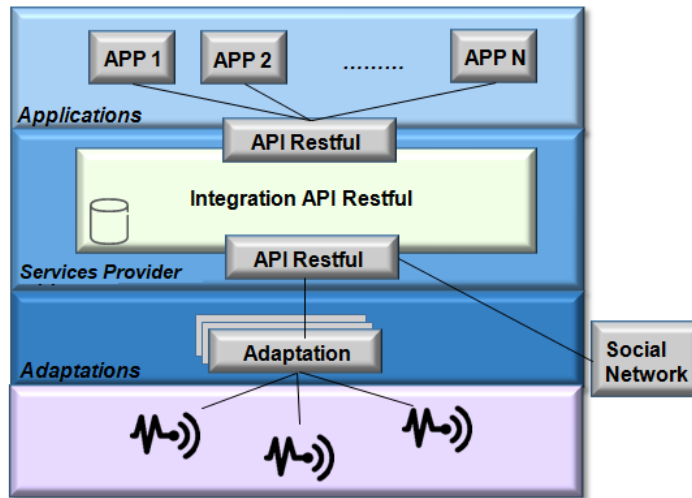 APP 1
APP 2
.........
APP N
Applications
API Restful
Integration API Restful
API Restful
Services Provider
Adaptation
Adaptations
Social
Network